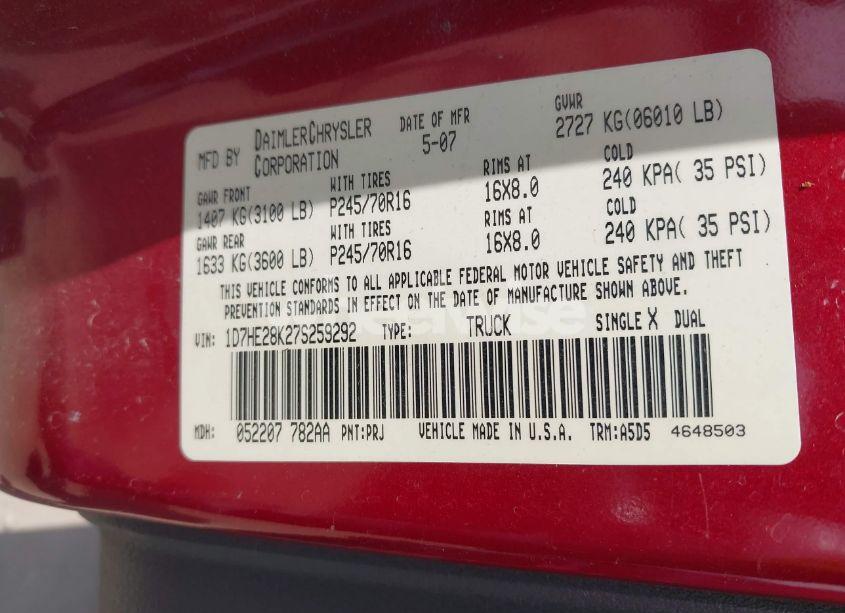 MFD BY DAIMLERCHRYSLER CORPORATION DATE OF MFR 5-07 GVWR 2727 KG(06010 LB)
GAWR FRONT WITH TIRES RIMS AT COLD
1407 KG(3100 LB) P245/70R16 16X8.0 240 KPA( 35 PSI)
GAWR REAR WITH TIRES RIMS AT COLD
1633 KG(3600 LB) P245/70R16 16X8.0 240 KPA( 35 PSI)
THIS VEHICLE CONFORMS TO ALL APPLICABLE FEDERAL MOTOR VEHICLE SAFETY AND THEFT
PREVENTION STANDARDS IN EFFECT ON THE DATE OF MANUFACTURE SHOWN ABOVE.
VIN: 1D7HE28K27S259292 TYPE: TRUCK SINGLE X DUAL
MDH: 052207 782AA PNT:PRJ VEHICLE MADE IN U.S.A. TRM:A5D5 4648503